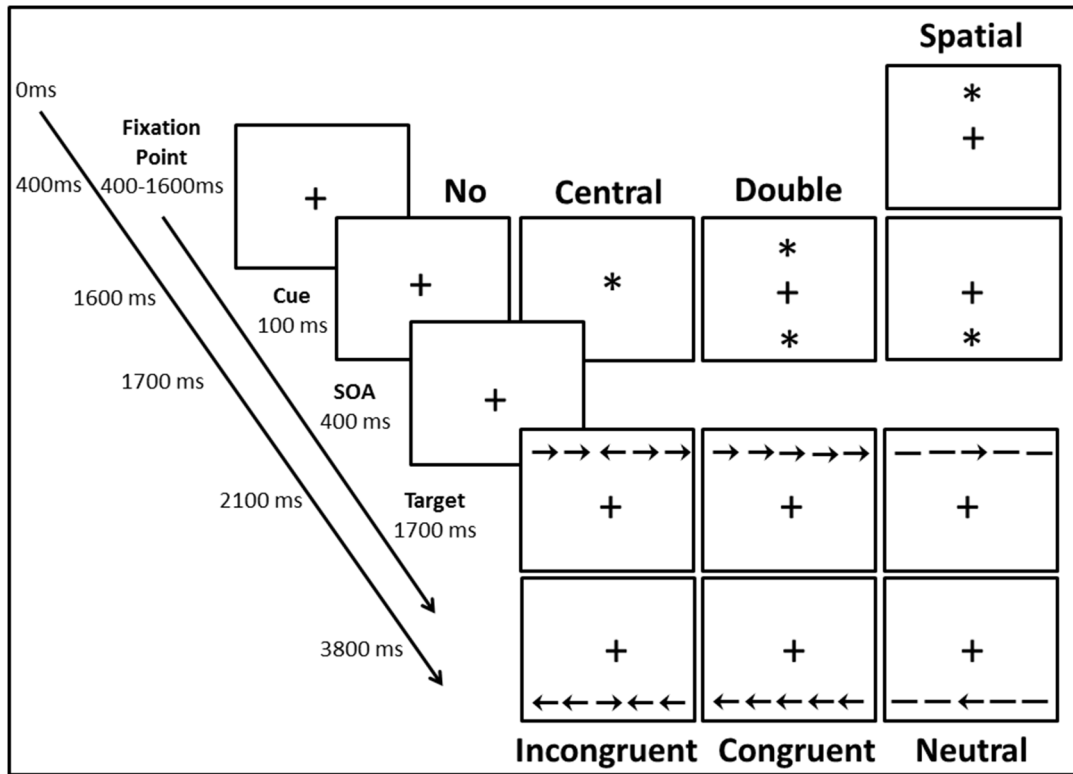 Spatial
0ms
*
+
Fixation
Point
400ms 400-1600ms
+
No Central Double
+ * * + * + *
1600 ms
Cue
100 ms
1700 ms
SOA
400 ms
+
→ → ← → → → → → → → — — → — —
2100 ms
Target
1700 ms
+ + +
3800 ms
+ + +
← ← → ← ← ← ← ← ← ← — — ← — —
Incongruent Congruent Neutral